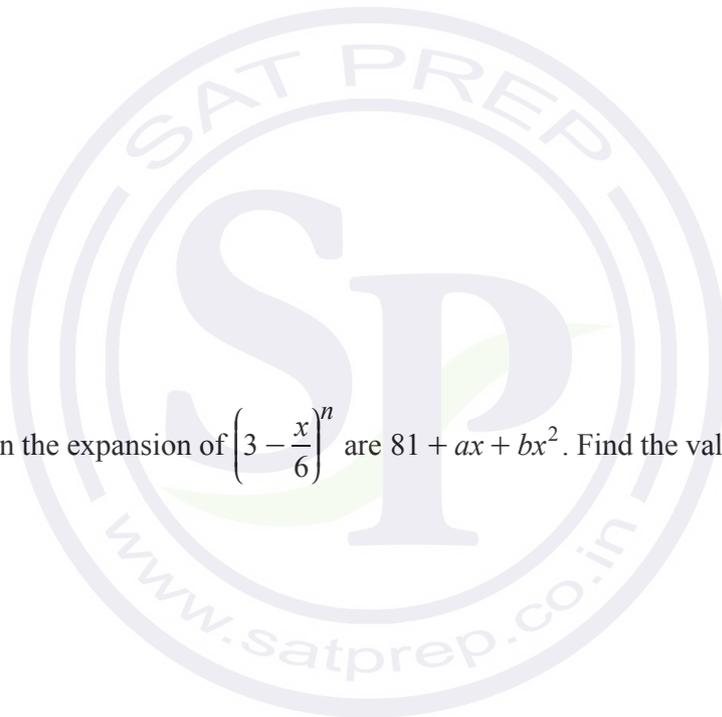 SAT PREP
SP
n the expansion of (3 − x/6)^n are 81 + ax + bx². Find the val
www.satprep.co.in